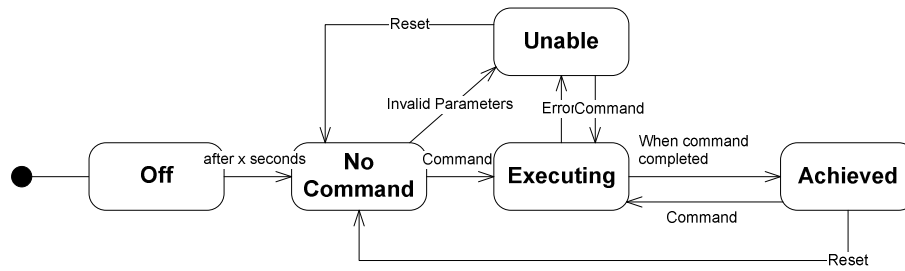 Reset
Unable
Invalid Parameters
Error
Command
after x seconds
Off
No
Command
Command
Executing
When command
completed
Achieved
Command
Reset